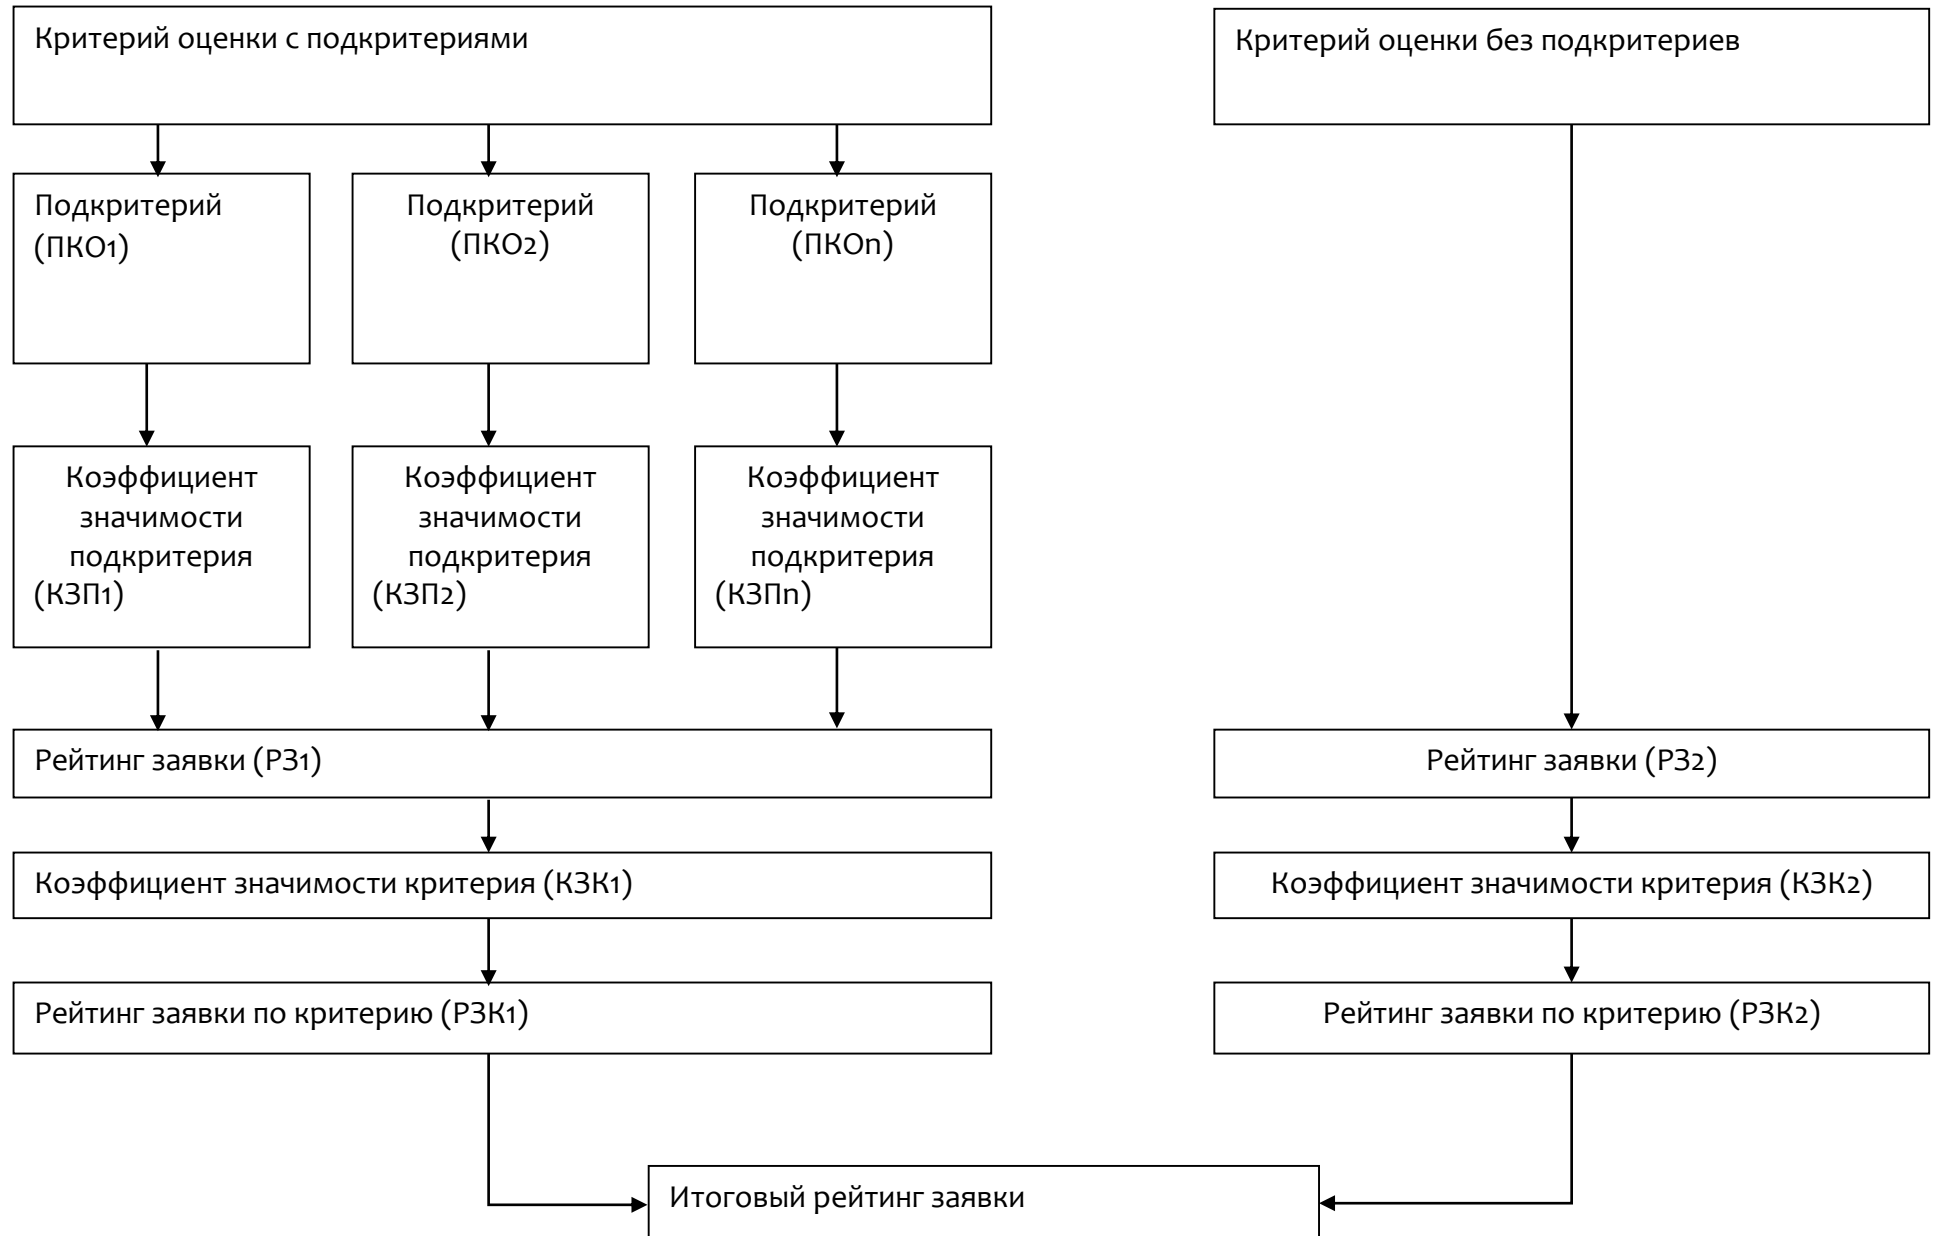 Критерий оценки с подкритериями
Критерий оценки без подкритериев
Подкритерий
(ПКО1)
Подкритерий
(ПКО2)
Подкритерий
(ПКОn)
Коэффициент
значимости
подкритерия
(КЗП1)
Коэффициент
значимости
подкритерия
(КЗП2)
Коэффициент
значимости
подкритерия
(КЗПn)
Рейтинг заявки (РЗ1)
Рейтинг заявки (РЗ2)
Коэффициент значимости критерия (КЗК1)
Коэффициент значимости критерия (КЗК2)
Рейтинг заявки по критерию (РЗК1)
Рейтинг заявки по критерию (РЗК2)
Итоговый рейтинг заявки